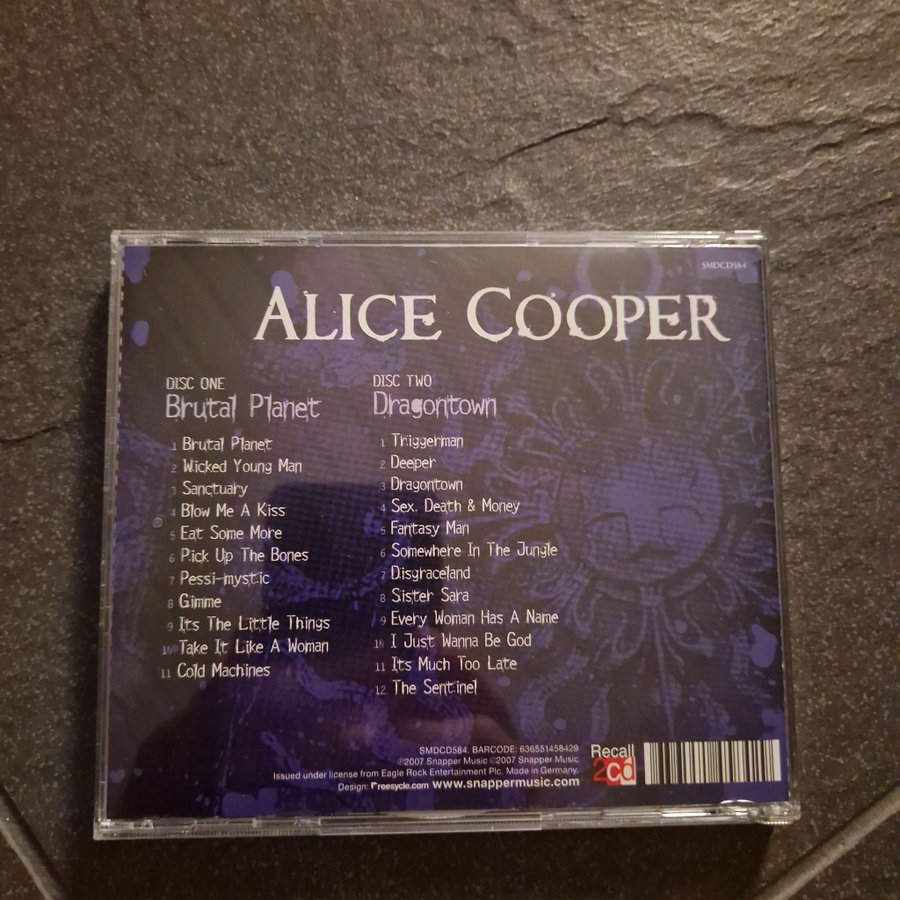 SMDCD584
ALICE COOPER
DISC ONE
Brutal Planet
1 Brutal Planet
2 Wicked Young Man
3 Sanctuary
4 Blow Me A Kiss
5 Eat Some More
6 Pick Up The Bones
7 Pessi-mystic
8 Gimme
9 Its The Little Things
10 Take It Like A Woman
11 Cold Machines
DISC TWO
Dragontown
1 Triggerman
2 Deeper
3 Dragontown
4 Sex, Death & Money
5 Fantasy Man
6 Somewhere In The Jungle
7 Disgraceland
8 Sister Sara
9 Every Woman Has A Name
10 I Just Wanna Be God
11 Its Much Too Late
12 The Sentinel
SMDCD584. BARCODE: 636551458429
℗2007 Snapper Music ©2007 Snapper Music
Issued under license from Eagle Rock Entertainment Plc. Made in Germany.
Design: Freesycle.com www.snappermusic.com
Recall
2cd